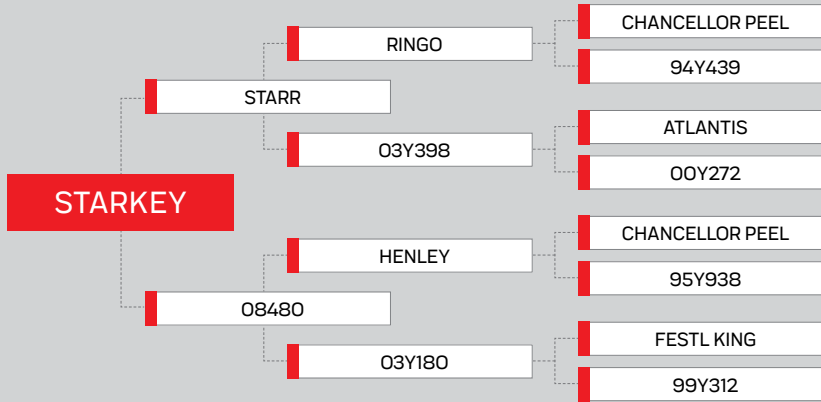 CHANCELLOR PEEL
RINGO
94Y439
STARR
ATLANTIS
03Y398
00Y272
STARKEY
CHANCELLOR PEEL
HENLEY
95Y938
08480
FESTL KING
03Y180
99Y312